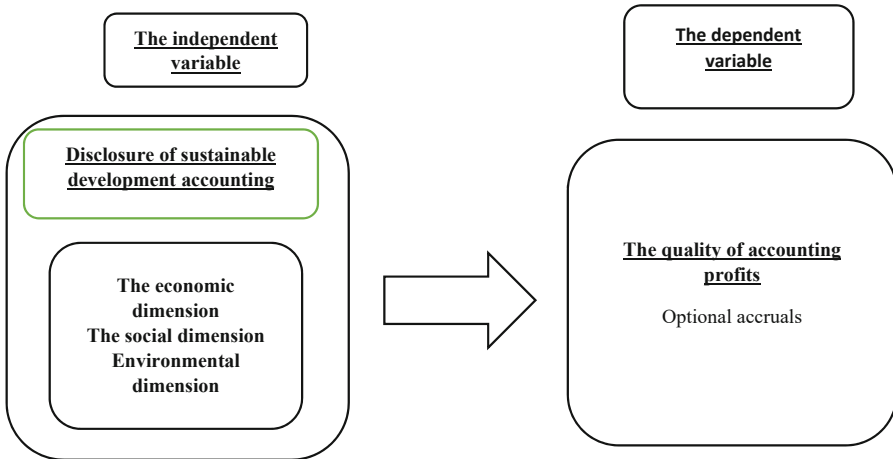 The independent
variable
The dependent
variable
Disclosure of sustainable
development accounting
The economic
dimension
The social dimension
Environmental
dimension
The quality of accounting
profits
Optional accruals